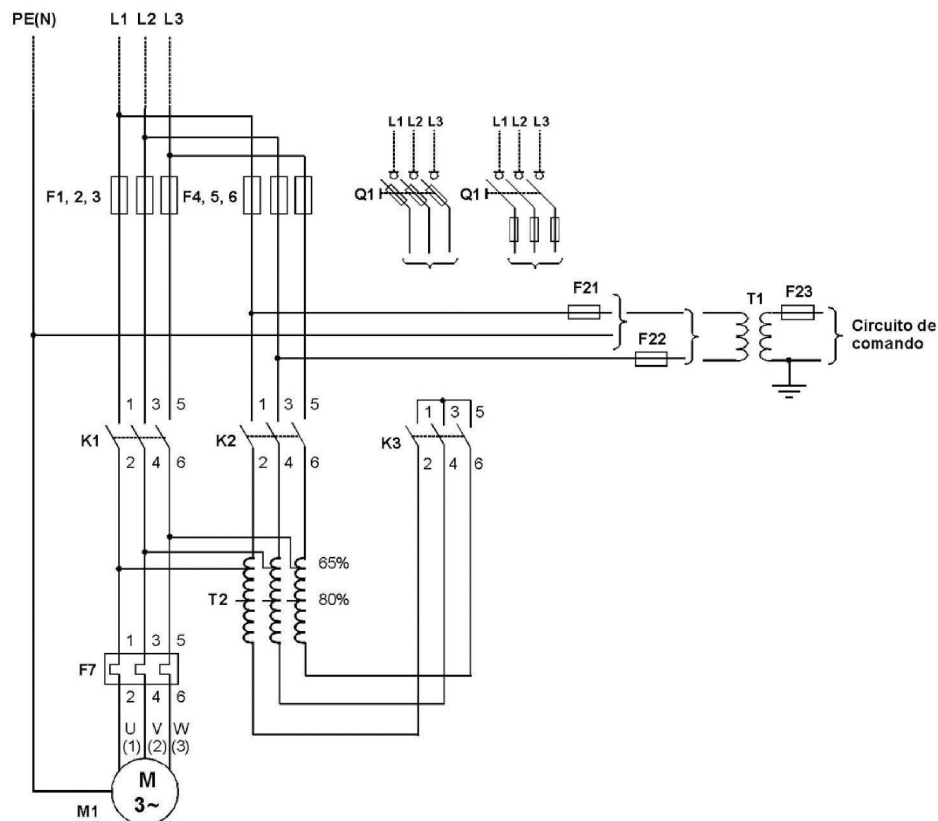 PE(N) L1 L2 L3
L1 L2 L3 L1 L2 L3
F1, 2, 3 F4, 5, 6 Q1 Q1
F21 T1 F23
Circuito de
comando
F22
1 3 5 1 3 5 1 3 5
K1 K2 K3
2 4 6 2 4 6 2 4 6
65%
T2 80%
1 3 5
F7
2 4 6
U V W
(1) (2) (3)
M
3~
M1